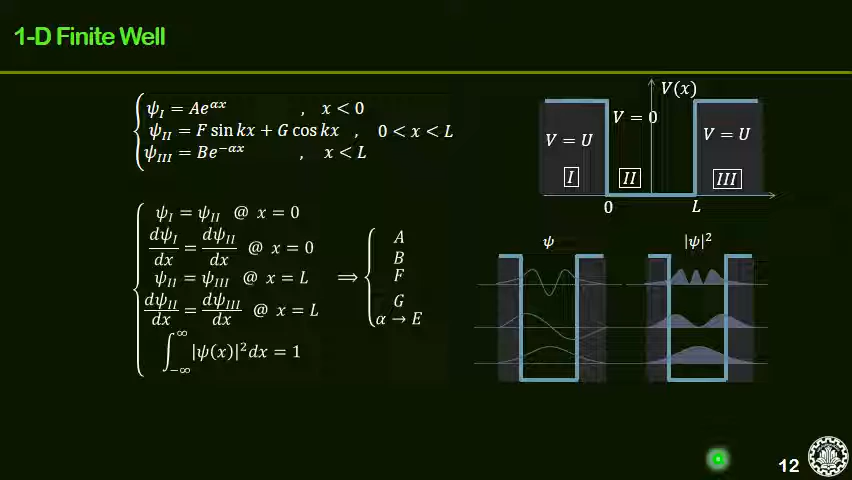 1-D Finite Well
ψ_I = Ae^{αx} , x < 0
ψ_II = F sin kx + G cos kx , 0 < x < L
ψ_III = Be^{−αx} , x < L
V(x)
V = 0
V = U
V = U
I
II
III
0
L
ψ_I = ψ_II @ x = 0
dψ_I/dx = dψ_II/dx @ x = 0
ψ_II = ψ_III @ x = L
dψ_II/dx = dψ_III/dx @ x = L
∫_{−∞}^{∞} |ψ(x)|^2 dx = 1
⟹
A
B
F
G
α → E
ψ
|ψ|^2
12